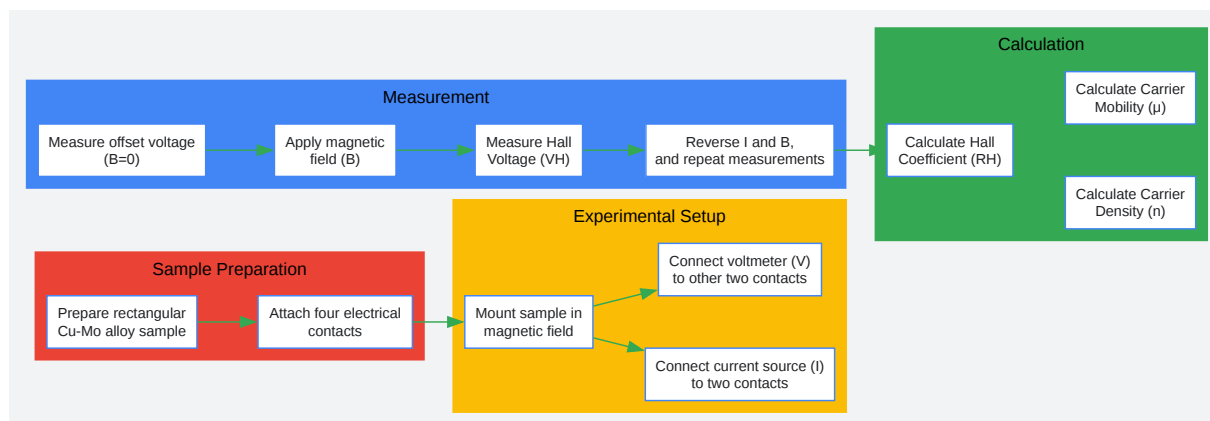 Measurement
Measure offset voltage
(B=0)
Apply magnetic
field (B)
Measure Hall
Voltage (VH)
Reverse I and B,
and repeat measurements
Calculation
Calculate Hall
Coefficient (RH)
Calculate Carrier
Mobility (μ)
Calculate Carrier
Density (n)
Sample Preparation
Prepare rectangular
Cu-Mo alloy sample
Attach four electrical
contacts
Experimental Setup
Mount sample in
magnetic field
Connect voltmeter (V)
to other two contacts
Connect current source (I)
to two contacts